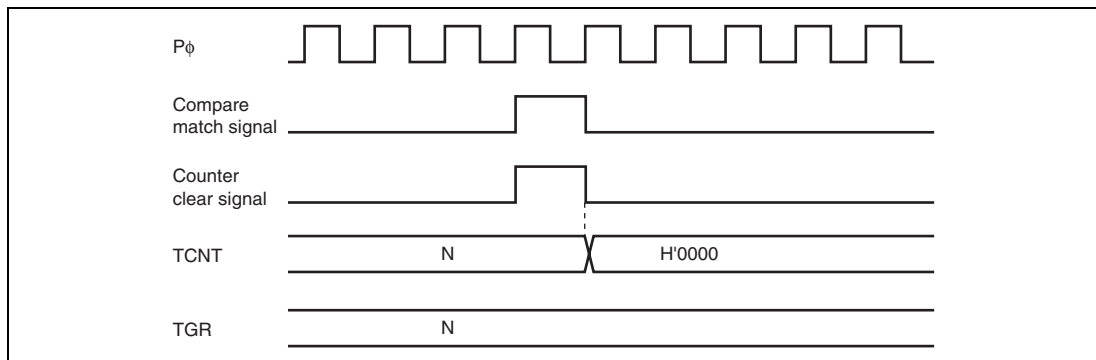 Pϕ
Compare
match signal
Counter
clear signal
TCNT
N
H'0000
TGR
N